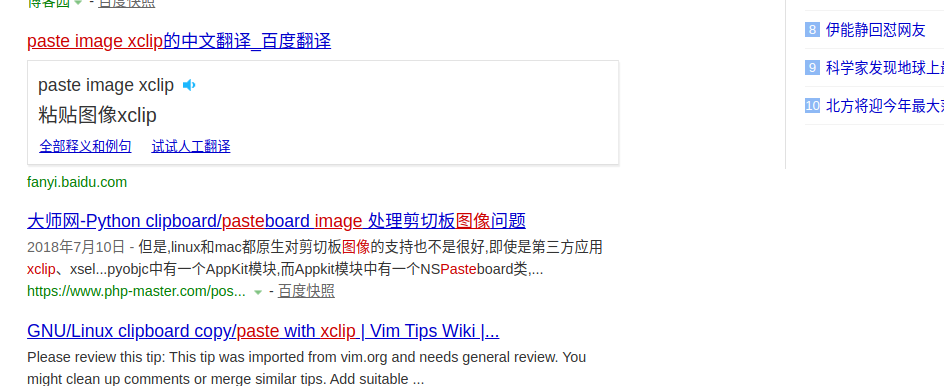 博客园 - 百度快照
paste image xclip的中文翻译_百度翻译
paste image xclip
粘贴图像xclip
全部释义和例句 试试人工翻译
fanyi.baidu.com
大师网-Python clipboard/pasteboard image 处理剪切板图像问题
2018年7月10日 - 但是,linux和mac都原生对剪切板图像的支持也不是很好,即使是第三方应用
xclip、xsel...pyobjc中有一个AppKit模块,而Appkit模块中有一个NSPasteboard类,...
https://www.php-master.com/pos... - 百度快照
GNU/Linux clipboard copy/paste with xclip | Vim Tips Wiki |...
Please review this tip: This tip was imported from vim.org and needs general review. You
might clean up comments or merge similar tips. Add suitable ...
8 伊能静回怼网友
9 科学家发现地球上
10 北方将迎今年最大